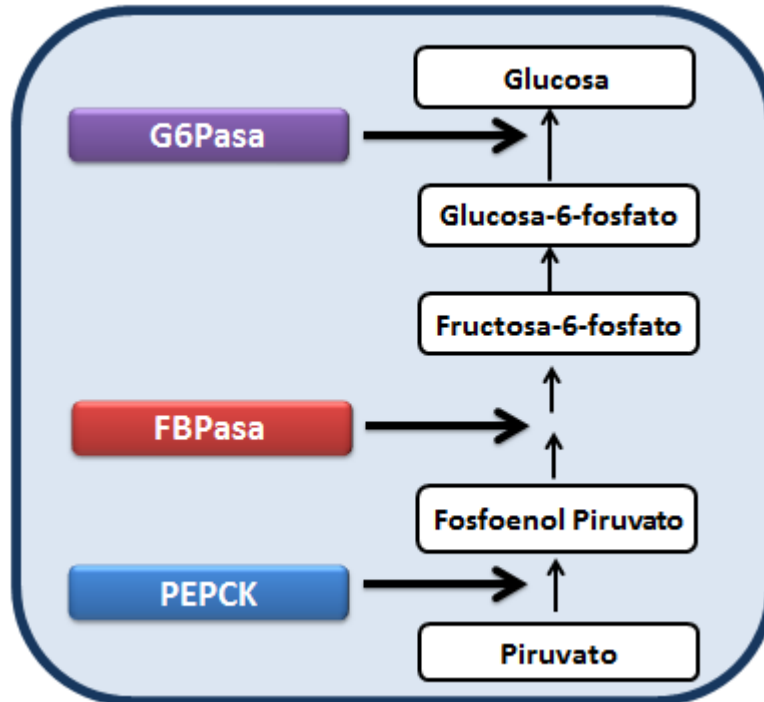 Glucosa
G6Pasa
Glucosa-6-fosfato
Fructosa-6-fosfato
FBPasa
Fosfoenol Piruvato
PEPCK
Piruvato